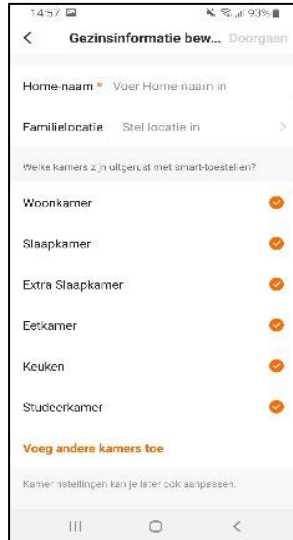 14:57 93%
Gezinsinformatie bew... Doorgaan
Home-naam * Voer Home-naam in
Familielocatie Stel locatie in
Welke kamers zijn uitgerust met smart-toestellen?
Woonkamer
Slaapkamer
Extra Slaapkamer
Eetkamer
Keuken
Studeerkamer
Voeg andere kamers toe
Kamerinstellingen kan je later ook aanpassen.